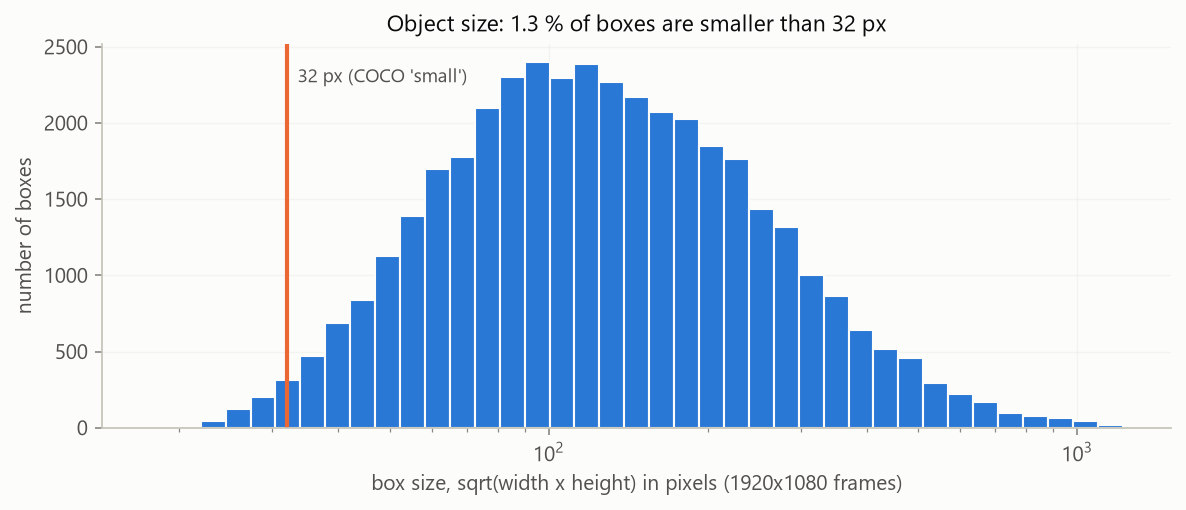 Object size: 1.3 % of boxes are smaller than 32 px
2500
32 px (COCO 'small')
2000
1500
1000
500
0
number of boxes
10²
10³
box size, sqrt(width x height) in pixels (1920x1080 frames)